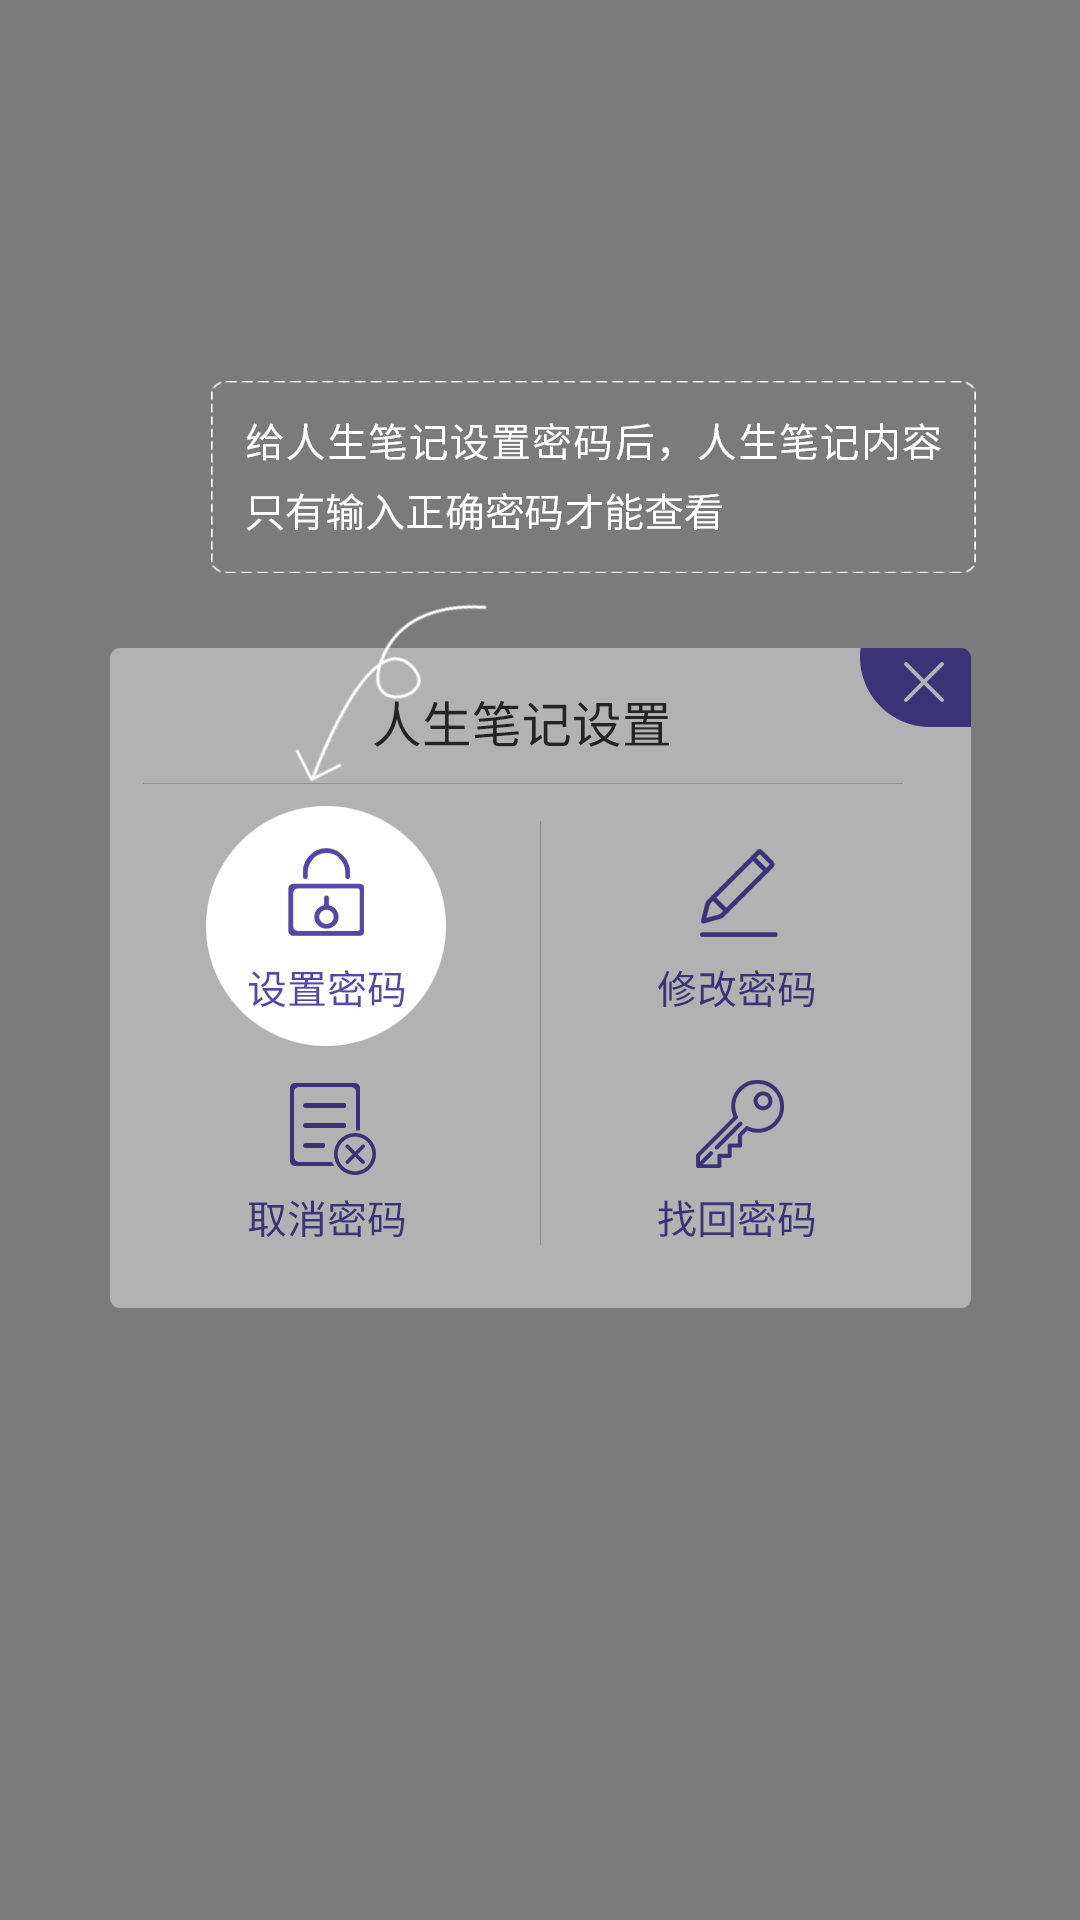 给人生笔记设置密码后，人生笔记内容
只有输入正确密码才能查看
人生笔记设置
设置密码
修改密码
取消密码
找回密码